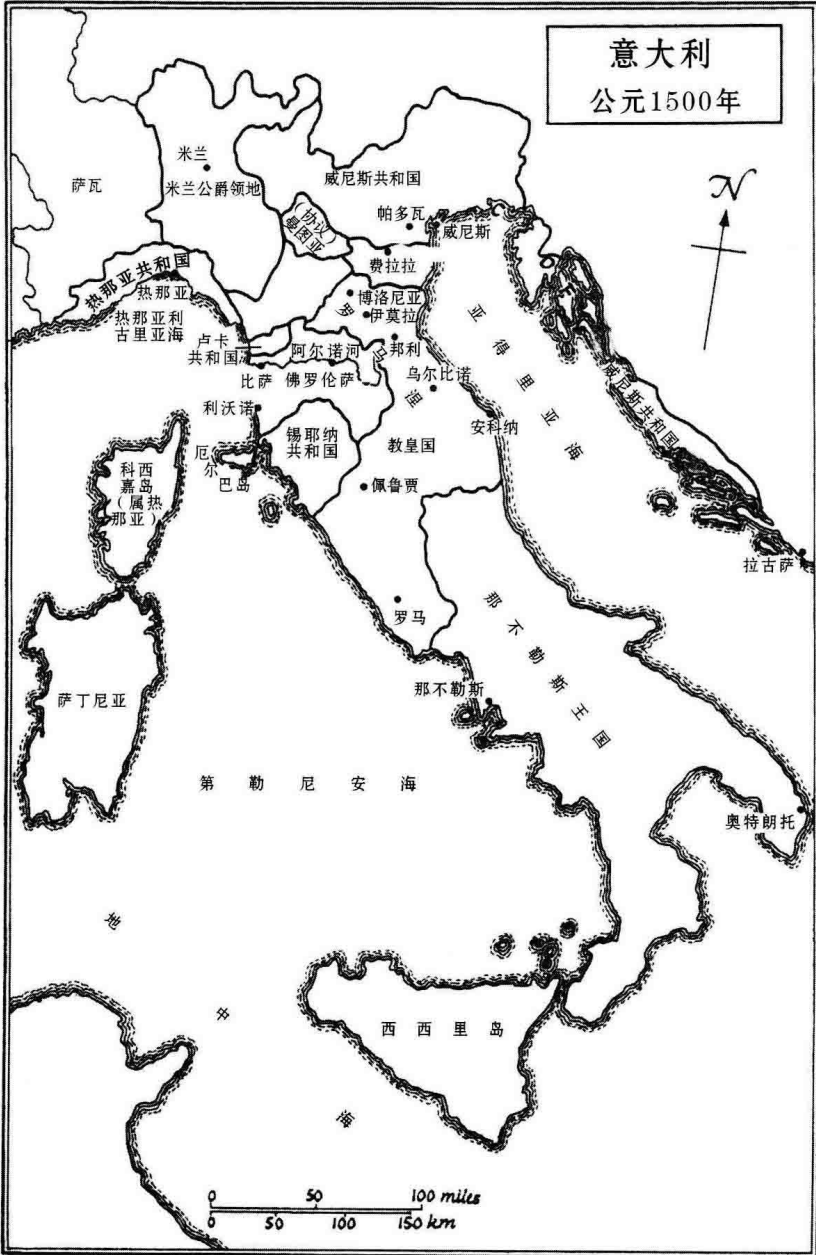 意大利
公元1500年
N
萨瓦
米兰
米兰公爵领地
威尼斯共和国
(协议)
曼图亚
帕多瓦
威尼斯
费拉拉
热那亚共和国
热那亚
热那亚利
古里亚海
博洛尼亚
伊莫拉
罗马涅
邦利
卢卡
共和国
阿尔诺河
比萨
佛罗伦萨
乌尔比诺
亚得里亚海
威尼斯共和国
利沃诺
锡耶纳
共和国
安科纳
教皇国
厄尔巴岛
佩鲁贾
科西
嘉岛
(属热
那亚)
拉古萨
罗马
那不勒斯王国
萨丁尼亚
那不勒斯
第勒尼安海
奥特朗托
地中海
西西里岛
0 50 100 miles
0 50 100 150 km